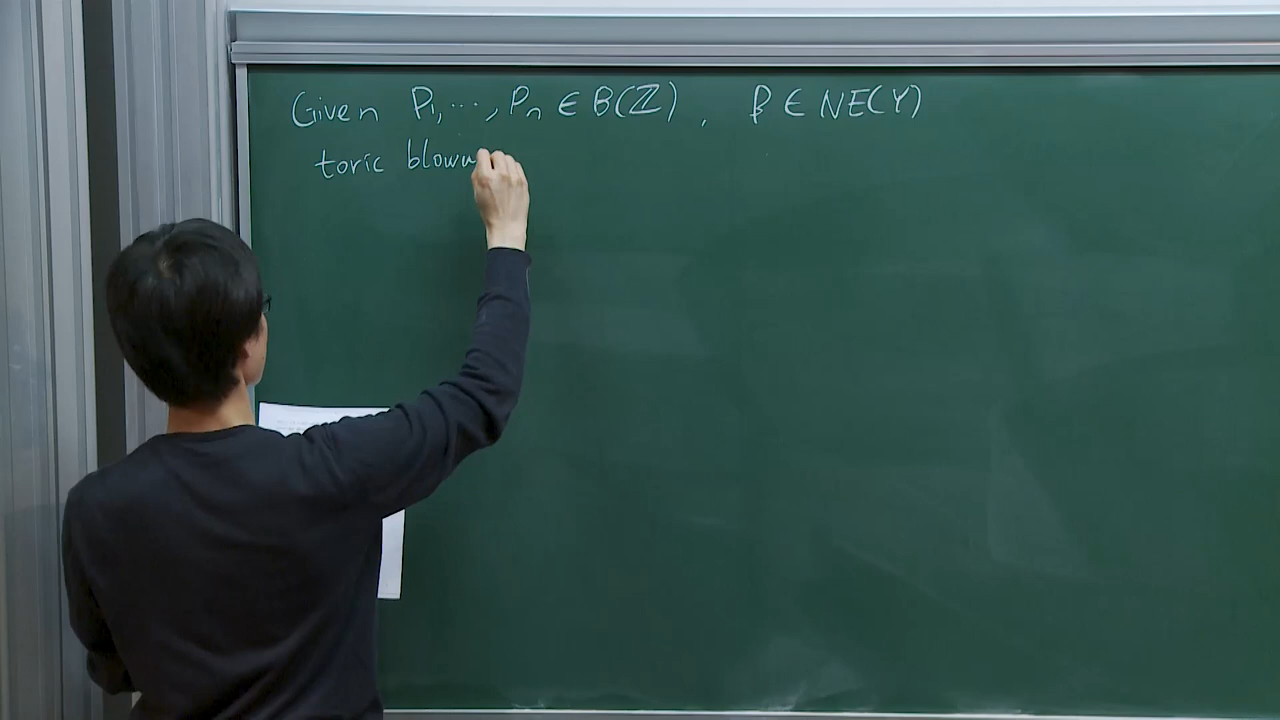 Given P₁, ⋯, Pₙ ∈ B(ℤ), β ∈ NE(Y)
toric blowu